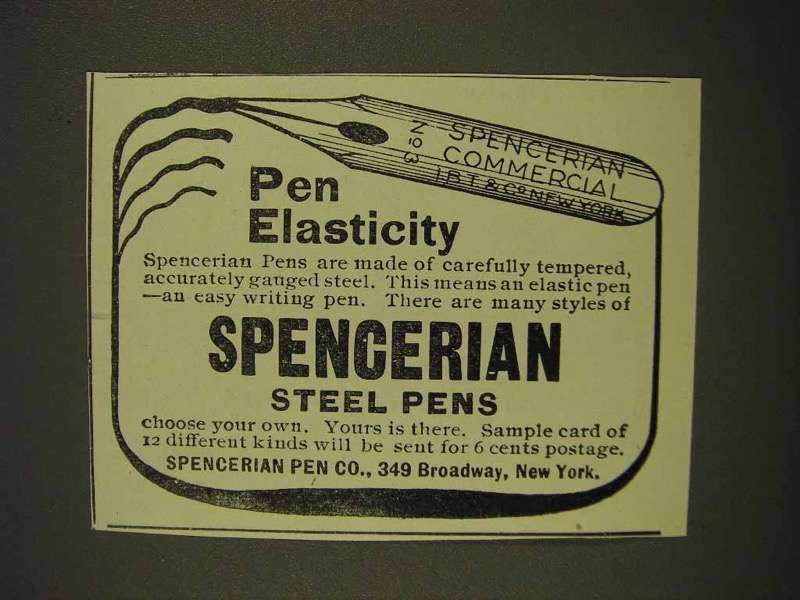 SPENCERIAN
COMMERCIAL
I.B.T. & Co. NEW YORK
No 3
Pen
Elasticity
Spencerian Pens are made of carefully tempered,
accurately gauged steel. This means an elastic pen
—an easy writing pen. There are many styles of
SPENCERIAN
STEEL PENS
choose your own. Yours is there. Sample card of
12 different kinds will be sent for 6 cents postage.
SPENCERIAN PEN CO., 349 Broadway, New York.